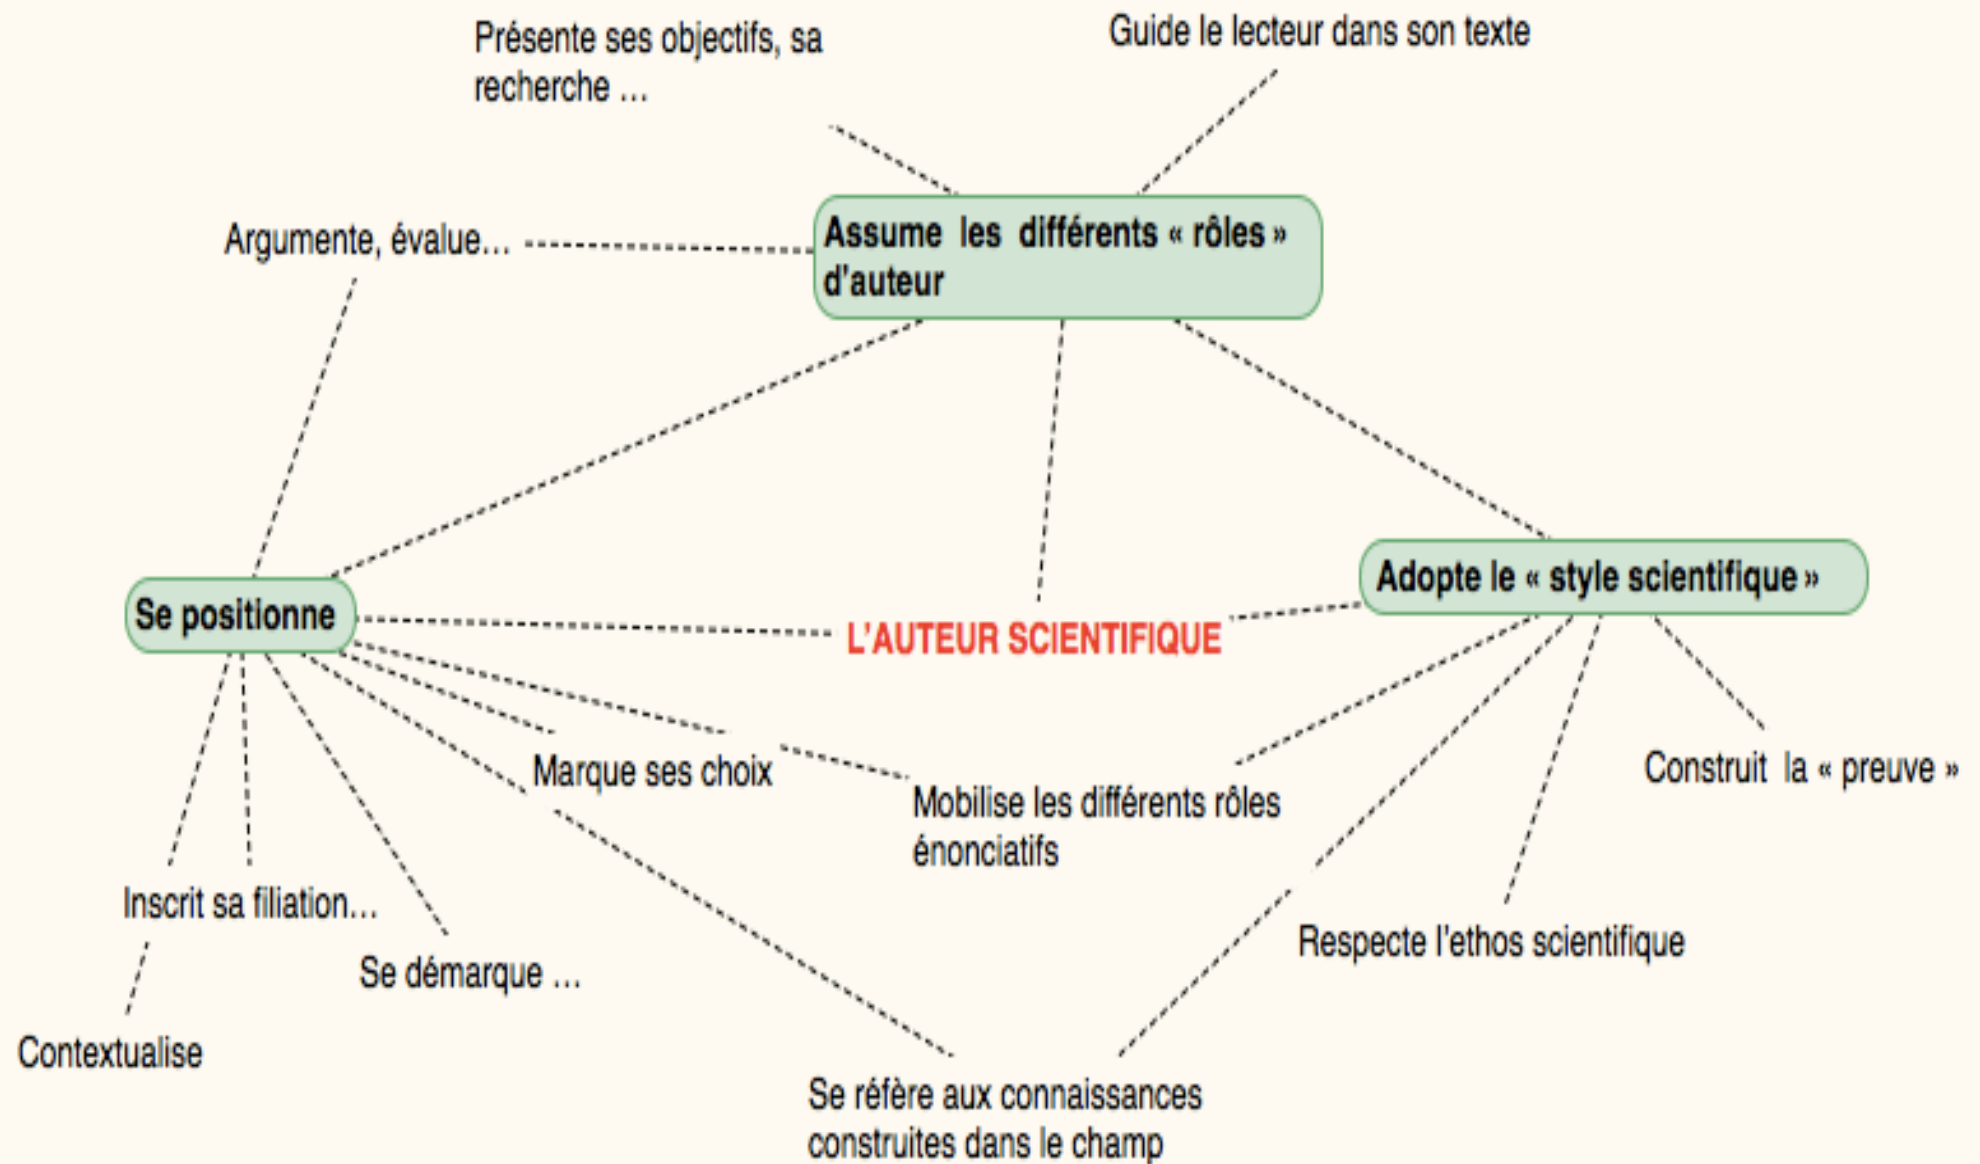 Présente ses objectifs, sa
recherche …
Guide le lecteur dans son texte
Argumente, évalue…
Assume les différents « rôles »
d'auteur
Se positionne
L'AUTEUR SCIENTIFIQUE
Adopte le « style scientifique »
Marque ses choix
Mobilise les différents rôles
énonciatifs
Construit la « preuve »
Inscrit sa filiation…
Se démarque …
Respecte l'ethos scientifique
Contextualise
Se réfère aux connaissances
construites dans le champ